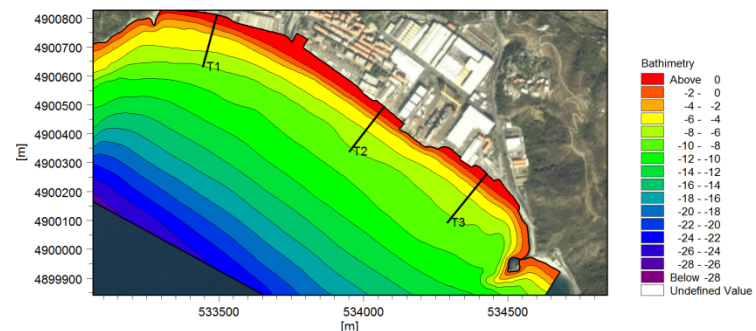 4900800
4900700
4900600
4900500
4900400
4900300
4900200
4900100
4900000
4899900
[m]
T1
T2
T3
533500
534000
534500
[m]
Bathimetry
Above 0
-2 - 0
-4 - -2
-6 - -4
-8 - -6
-10 - -8
-12 - -10
-14 - -12
-16 - -14
-18 - -16
-20 - -18
-22 - -20
-24 - -22
-26 - -24
-28 - -26
Below -28
Undefined Value